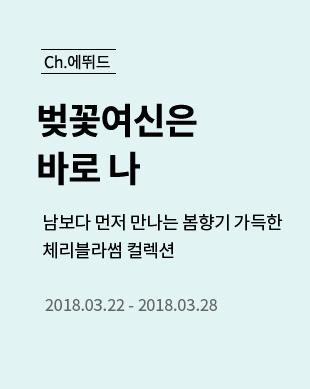 Ch.에뛰드
벚꽃여신은
바로 나
남보다 먼저 만나는 봄향기 가득한
체리블라썸 컬렉션
2018.03.22 - 2018.03.28